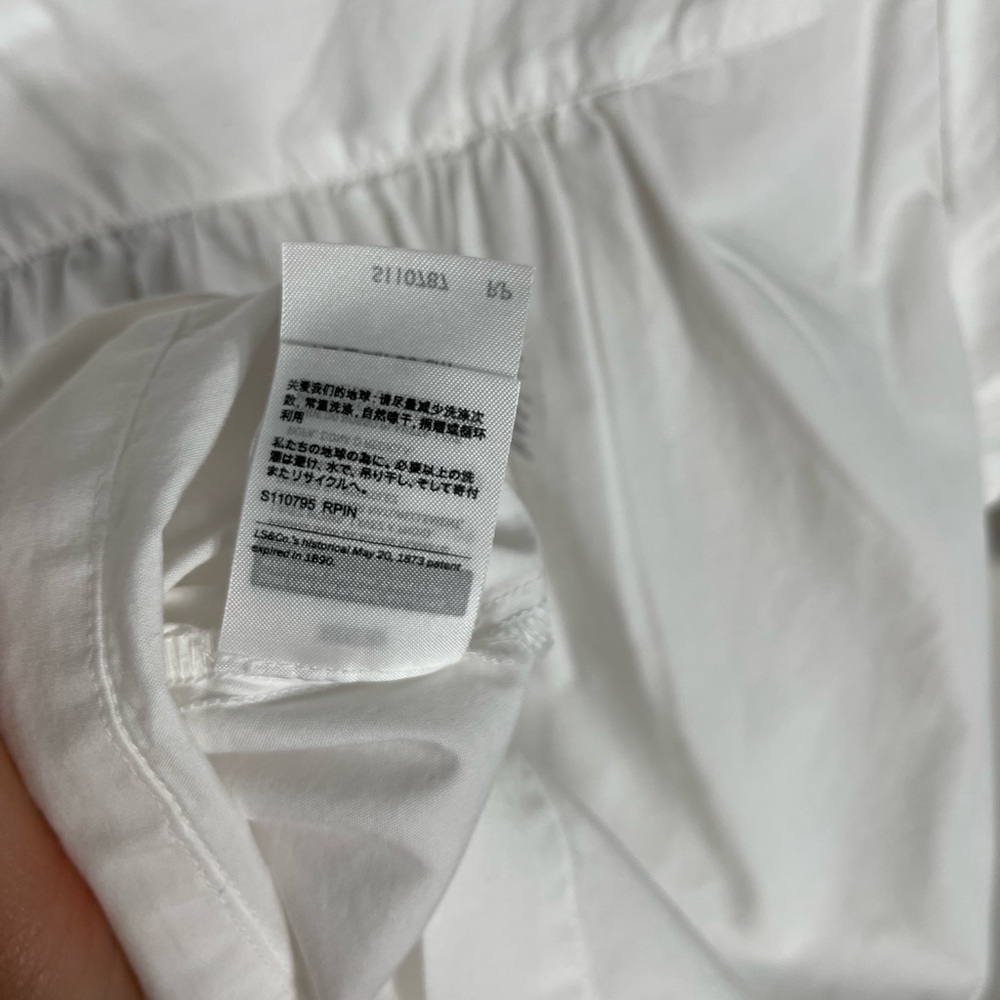 S110787 RP
关爱我们的地球：请尽量减少洗涤次
数，常温洗涤，自然晾干，捐赠或循环
利用
私たちの地球の為に。必要以上の洗
濯は避け、水で、吊り干し、そして寄付
またリサイクルへ。
S110795 RPIN
LS&Co.'s historical May 20, 1873 patent
expired in 1890.